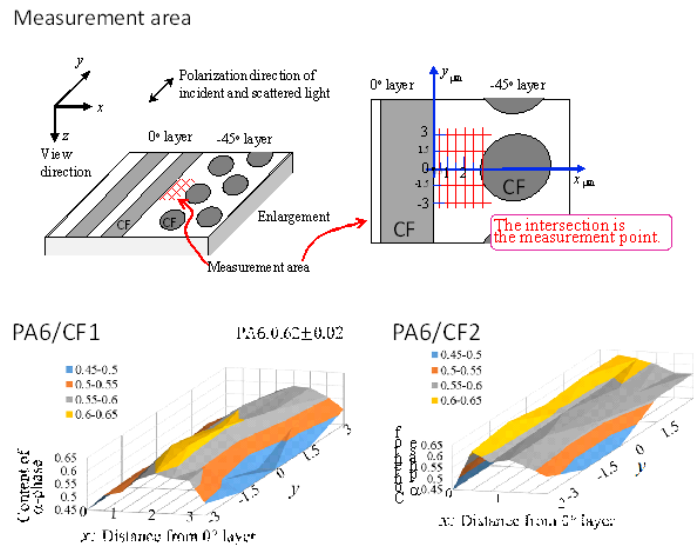 Measurement area
y
x
z
View
direction
Polarization direction of
incident and scattered light
0° layer
-45° layer
CF
CF
Enlargement
Measurement area
0° layer
y μm
-45° layer
3
1.5
0
1
2
-1.5
-3
x μm
CF
CF
The intersection is
the measurement point.
PA6/CF1
PA6.0.62±0.02
0.45-0.5
0.5-0.55
0.55-0.6
0.6-0.65
Content of
α-phase
0.65
0.6
0.55
0.5
0.45
0
1
2
3
-3
-1.5
0
1.5
3
y
x: Distance from 0° layer
PA6/CF2
0.45-0.5
0.5-0.55
0.55-0.6
0.6-0.65
0.65
0.6
0.55
0.5
0.45
0
1
-3
-1.5
0
1.5
3
y
x: Distance from 0° layer